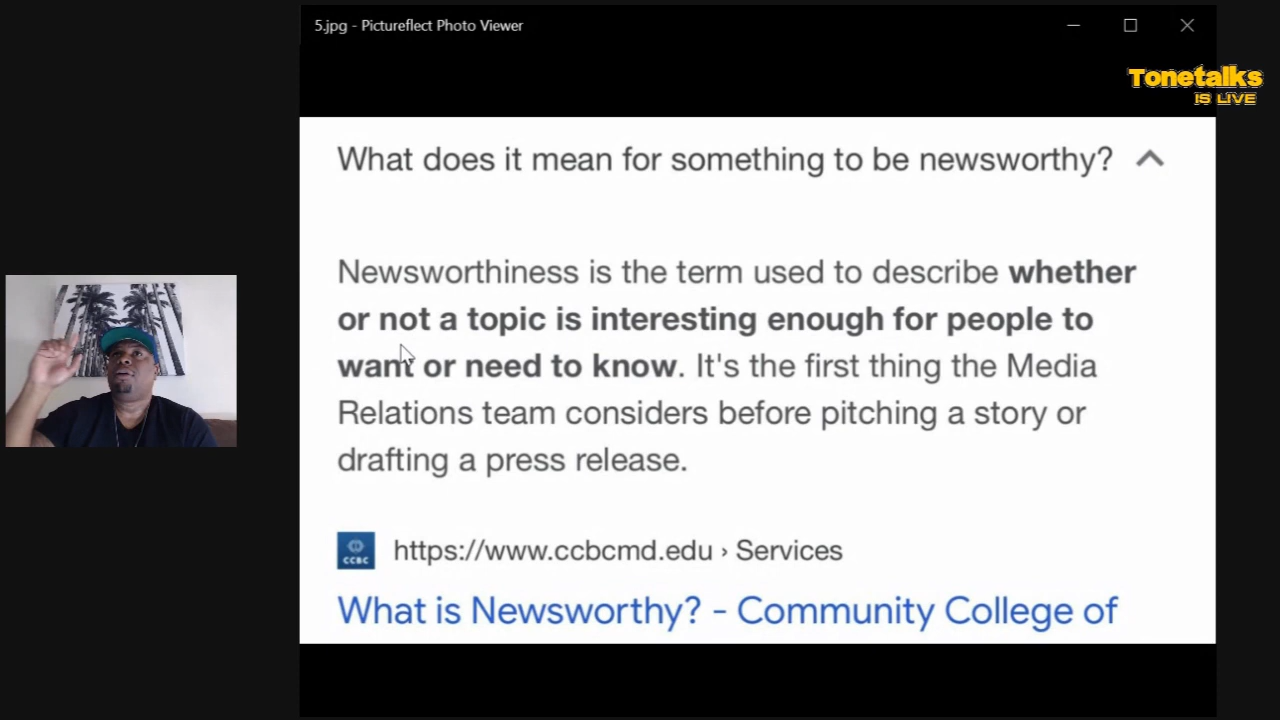 5.jpg - Pictureflect Photo Viewer
Tonetalks
IS LIVE
What does it mean for something to be newsworthy?
Newsworthiness is the term used to describe whether
or not a topic is interesting enough for people to
want or need to know. It's the first thing the Media
Relations team considers before pitching a story or
drafting a press release.
CCBC
https://www.ccbcmd.edu › Services
What is Newsworthy? - Community College of